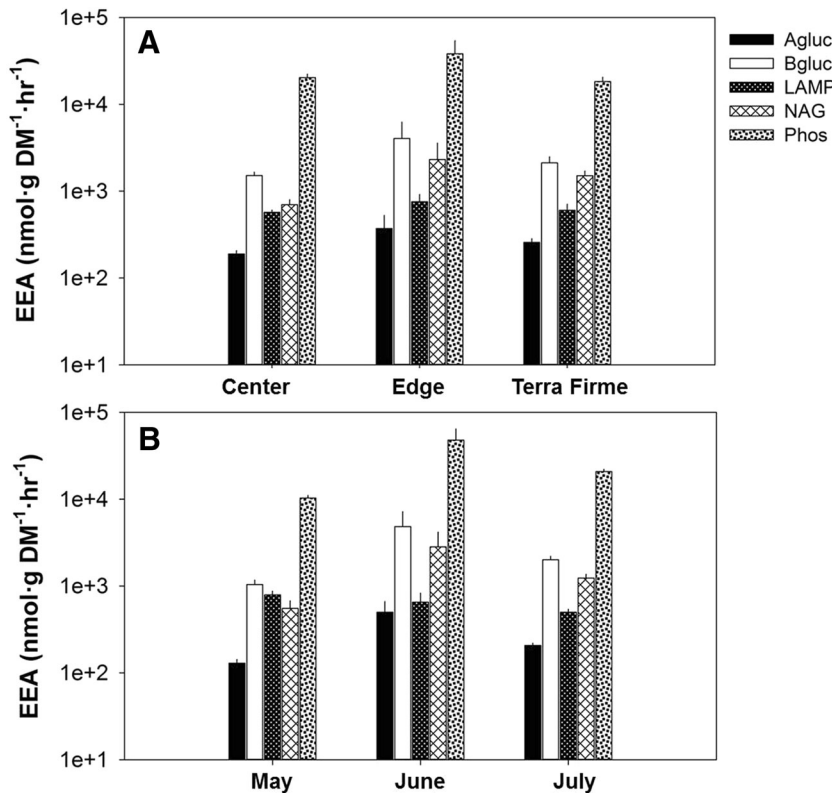 A
EEA (nmol·g DM⁻¹·hr⁻¹)
1e+5
1e+4
1e+3
1e+2
1e+1
Center Edge Terra Firme
Agluc
Bgluc
LAMP
NAG
Phos
B
EEA (nmol·g DM⁻¹·hr⁻¹)
1e+5
1e+4
1e+3
1e+2
1e+1
May June July